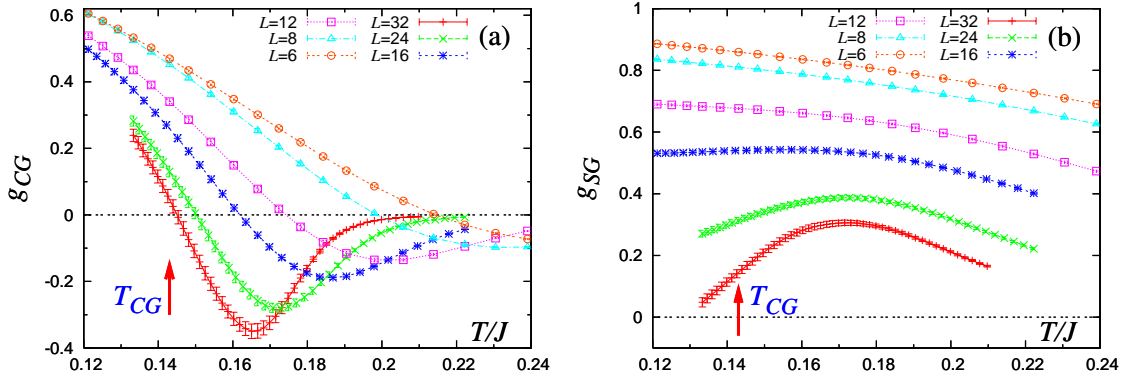 L=12 L=32
L=8 L=24
L=6 L=16
(a)
g_CG
0.6
0.4
0.2
0
-0.2
-0.4
T_CG
T/J
0.12 0.14 0.16 0.18 0.20 0.22 0.24
L=12 L=32
L=8 L=24
L=6 L=16
(b)
g_SG
1
0.8
0.6
0.4
0.2
0
T_CG
T/J
0.12 0.14 0.16 0.18 0.2 0.22 0.24